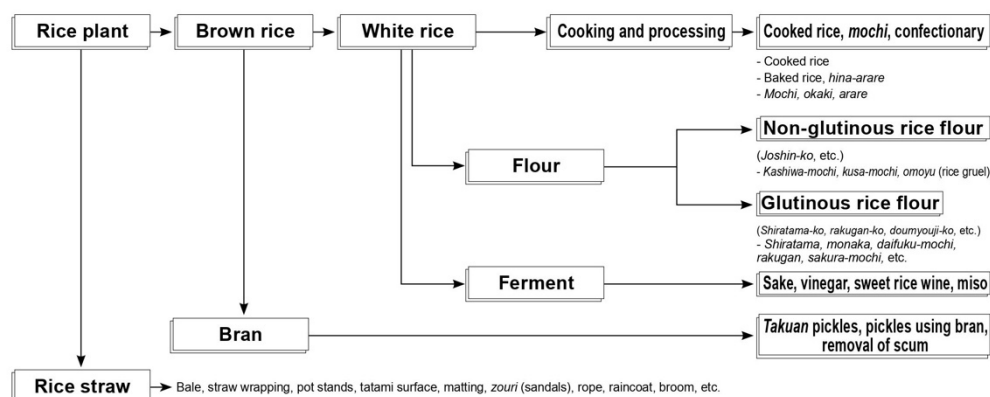 Rice plant
Brown rice
White rice
Cooking and processing
Cooked rice, mochi, confectionary
- Cooked rice
- Baked rice, hina-arare
- Mochi, okaki, arare
Flour
Non-glutinous rice flour
(Joshin-ko, etc.)
- Kashiwa-mochi, kusa-mochi, omoyu (rice gruel)
Glutinous rice flour
(Shiratama-ko, rakugan-ko, doumyouji-ko, etc.)
- Shiratama, monaka, daifuku-mochi,
rakugan, sakura-mochi, etc.
Ferment
Sake, vinegar, sweet rice wine, miso
Bran
Takuan pickles, pickles using bran,
removal of scum
Rice straw
Bale, straw wrapping, pot stands, tatami surface, matting, zouri (sandals), rope, raincoat, broom, etc.